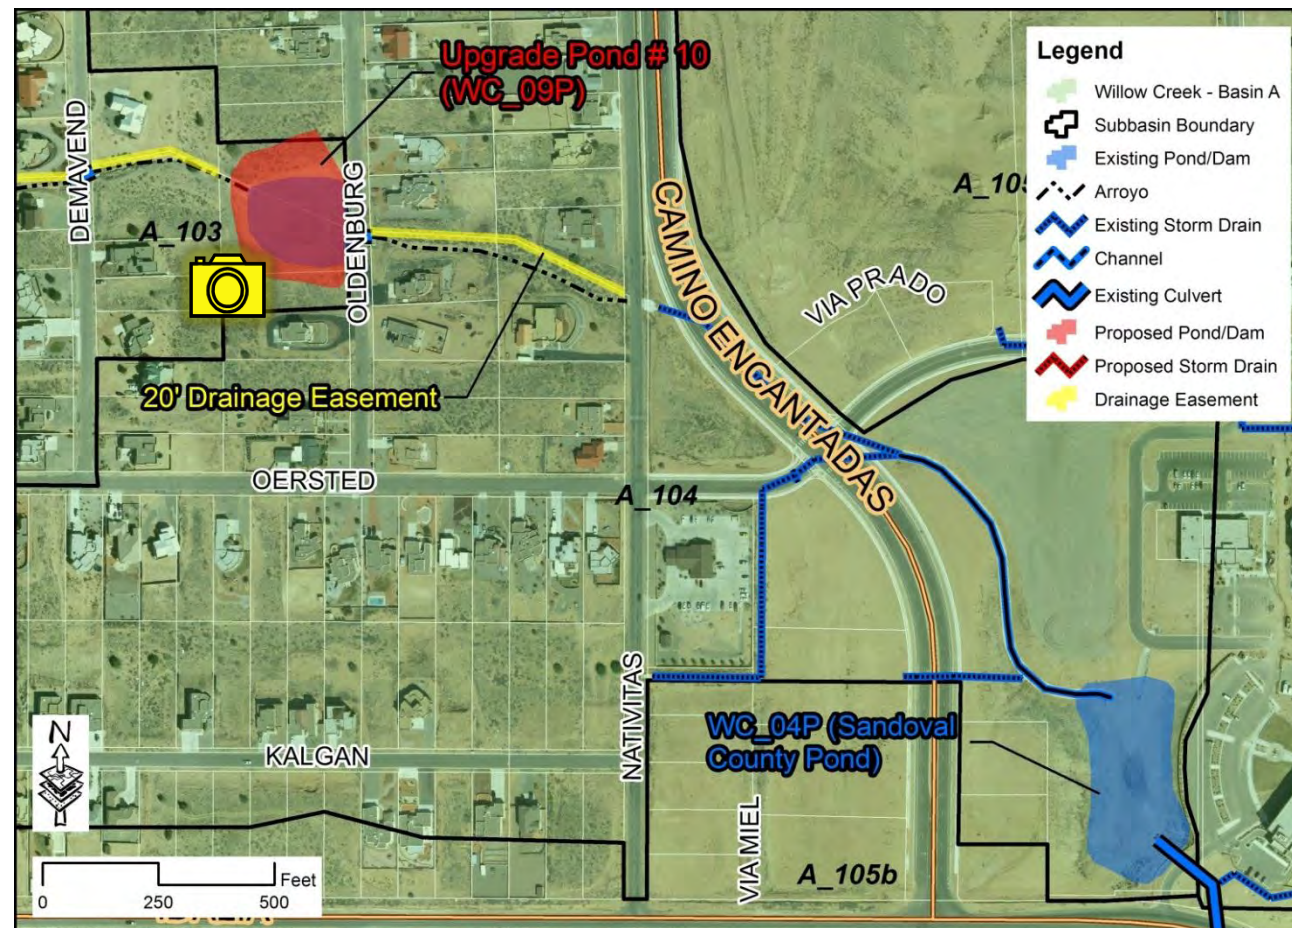 Upgrade Pond # 10
(WC_09P)
Legend
Willow Creek - Basin A
Subbasin Boundary
Existing Pond/Dam
Arroyo
Existing Storm Drain
Channel
Existing Culvert
Proposed Pond/Dam
Proposed Storm Drain
Drainage Easement
DEMAVEND
A_103
OLDENBURG
CAMINO ENCANTADAS
VIA PRADO
20' Drainage Easement
OERSTED
A_104
NATIVITAS
WC_04P (Sandoval
County Pond)
KALGAN
VIA MIEL
A_105b
N
Feet
0 250 500